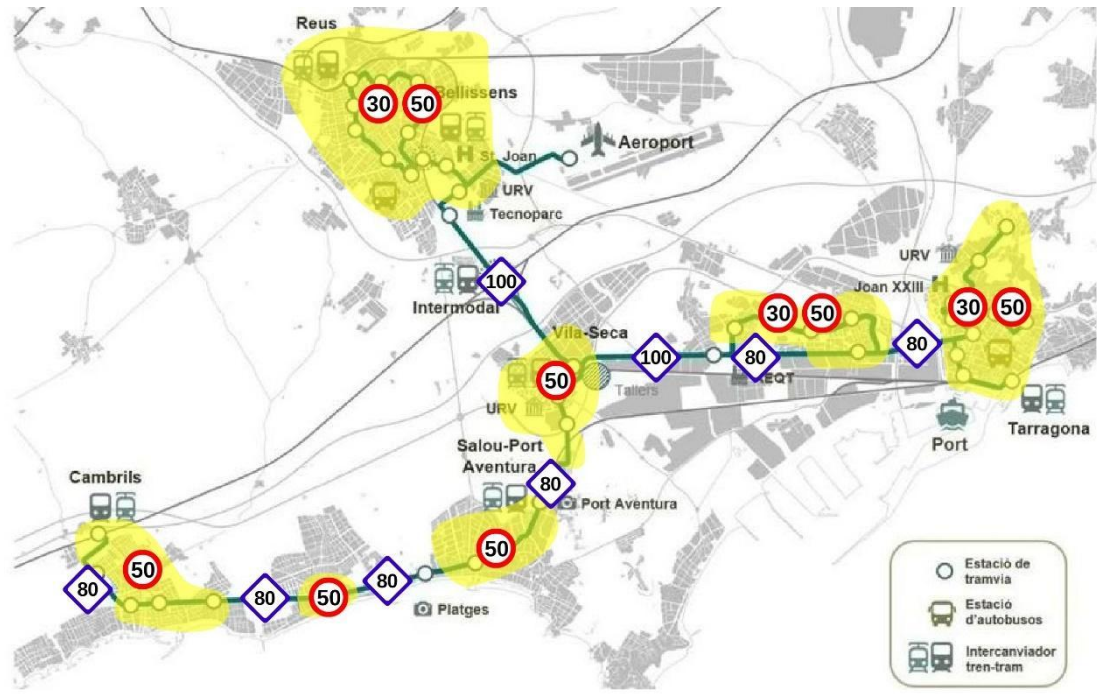 Reus
30
50
Bellissens
St. Joan
Aeroport
URV
Tecnoparc
100
Intermodal
URV
Joan XXIII
30
50
30
50
Vila-Seca
100
80
80
50
Tallers
AEQT
URV
Port
Tarragona
Salou-Port
Aventura
80
Port Aventura
Cambrils
50
50
80
80
50
80
Platges
Estació de
tramvia
Estació
d'autobusos
Intercanviador
tren-tram